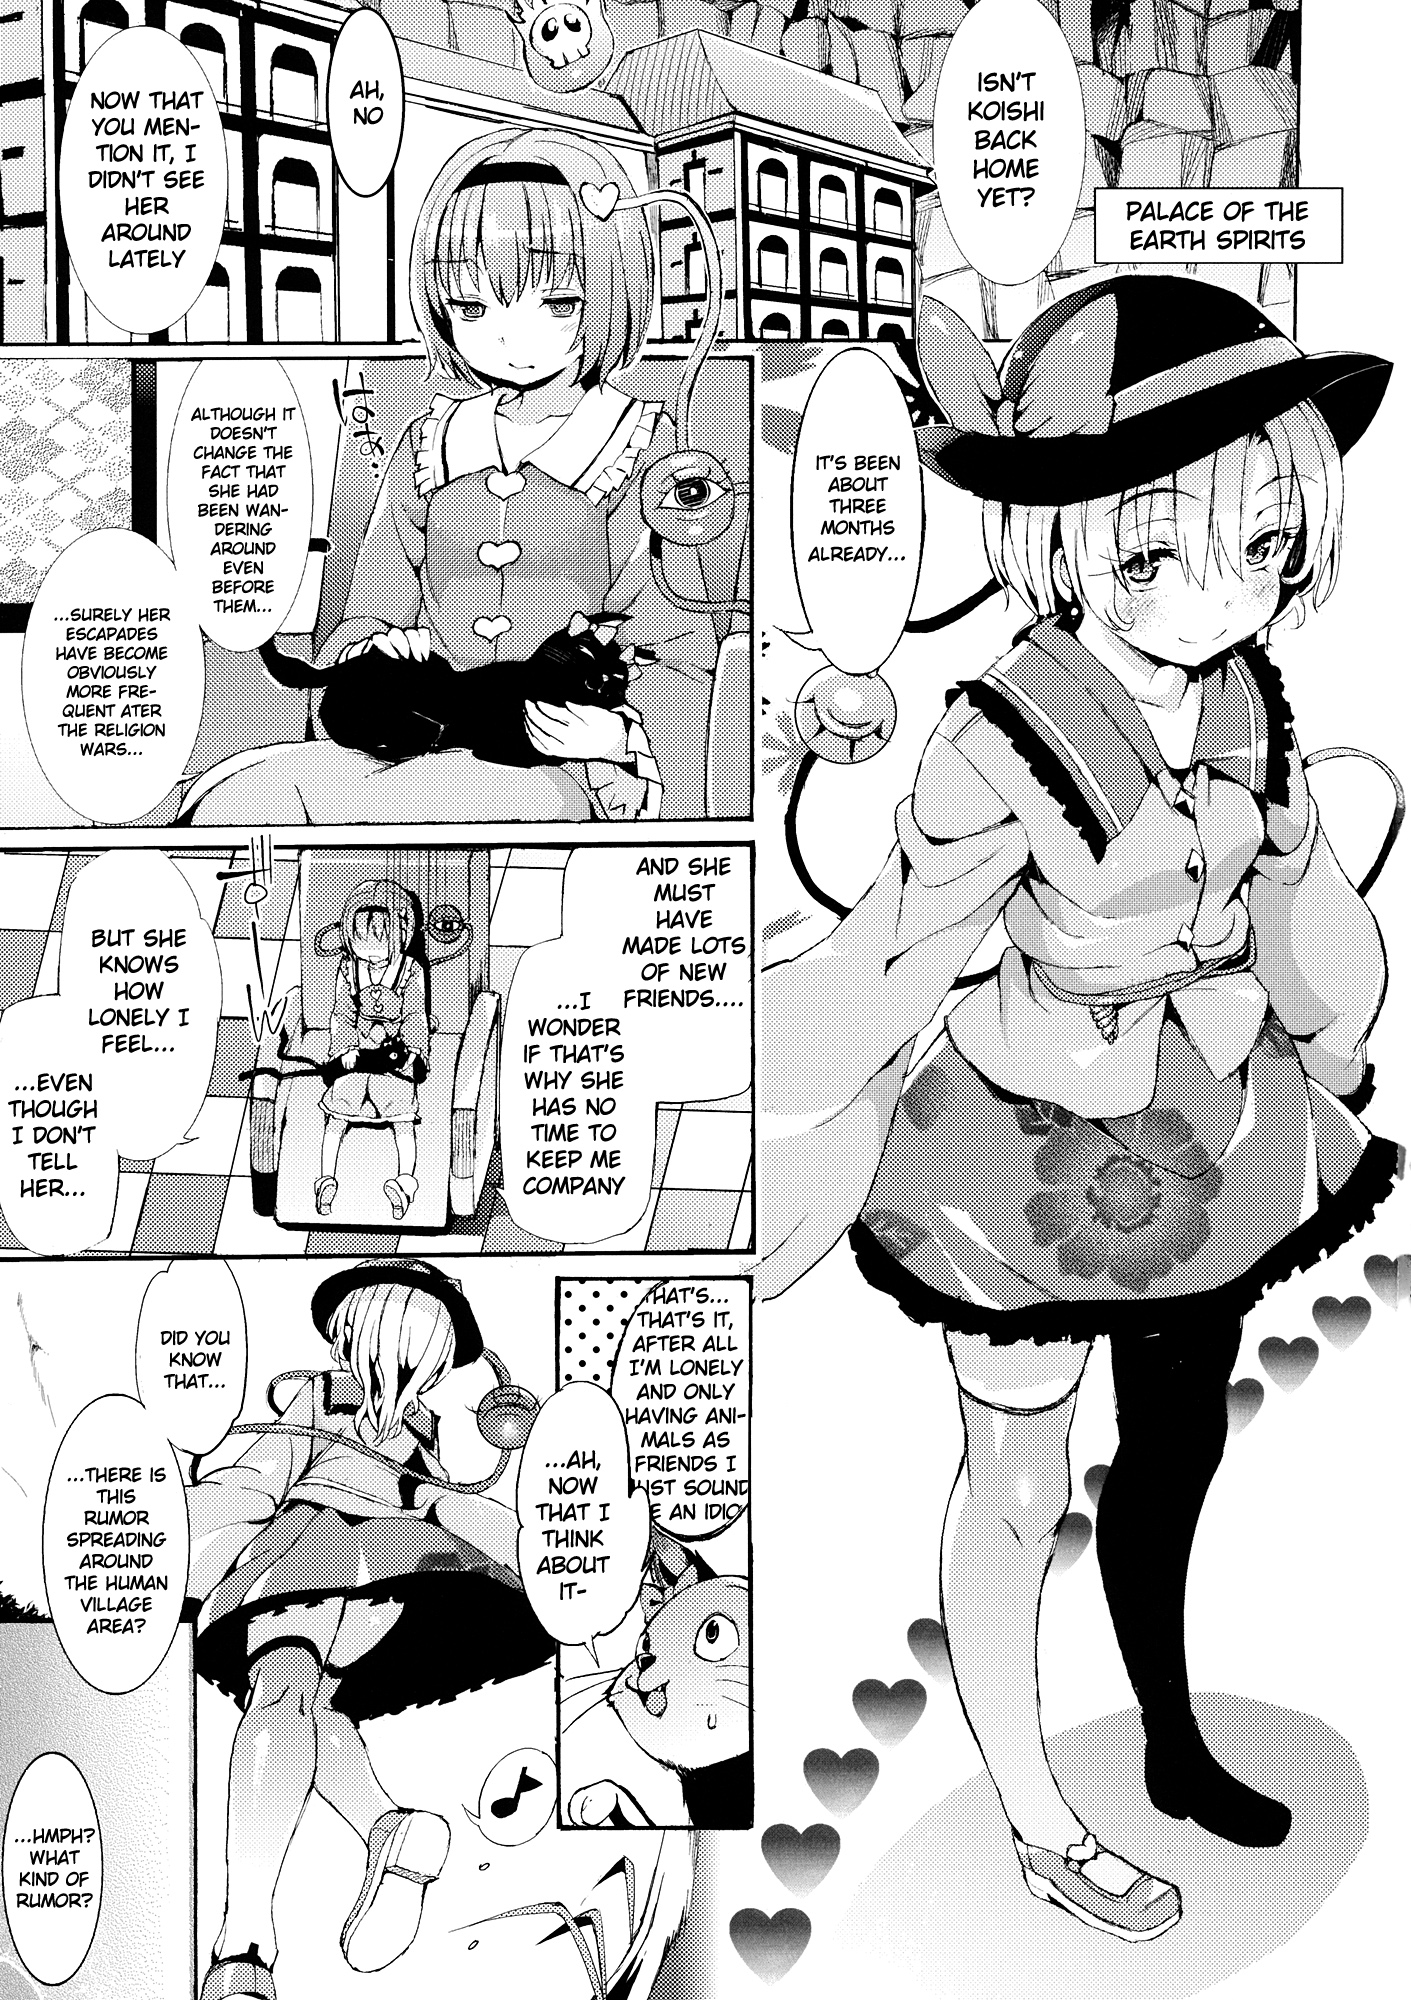 PALACE OF THE
EARTH SPIRITS
ISN'T
KOISHI
BACK
HOME
YET?
AH,
NO
NOW THAT
YOU MEN-
TION IT, I
DIDN'T SEE
HER
AROUND
LATELY
IT'S BEEN
ABOUT
THREE
MONTHS
ALREADY...
はぁ…
ALTHOUGH IT
DOESN'T
CHANGE THE
FACT THAT
SHE HAD
BEEN WAN-
DERING
AROUND
EVEN
BEFORE
THEM...
...SURELY HER
ESCAPADES
HAVE BECOME
OBVIOUSLY
MORE FRE-
QUENT ATER
THE RELIGION
WARS...
AND SHE
MUST
HAVE
MADE LOTS
OF NEW
FRIENDS....
...I
WONDER
IF THAT'S
WHY SHE
HAS NO
TIME TO
KEEP ME
COMPANY
BUT SHE
KNOWS
HOW
LONELY I
FEEL...
...EVEN
THOUGH
I DON'T
TELL
HER...
THAT'S...
THAT'S IT,
AFTER ALL
I'M LONELY
AND ONLY
HAVING ANI-
MALS AS
FRIENDS I
SOUND
AN
...AH,
NOW
THAT I
THINK
ABOUT
IT-
DID YOU
KNOW
THAT...
...THERE IS
THIS
RUMOR
SPREADING
AROUND
THE HUMAN
VILLAGE
AREA?
...HMPH?
WHAT
KIND OF
RUMOR?